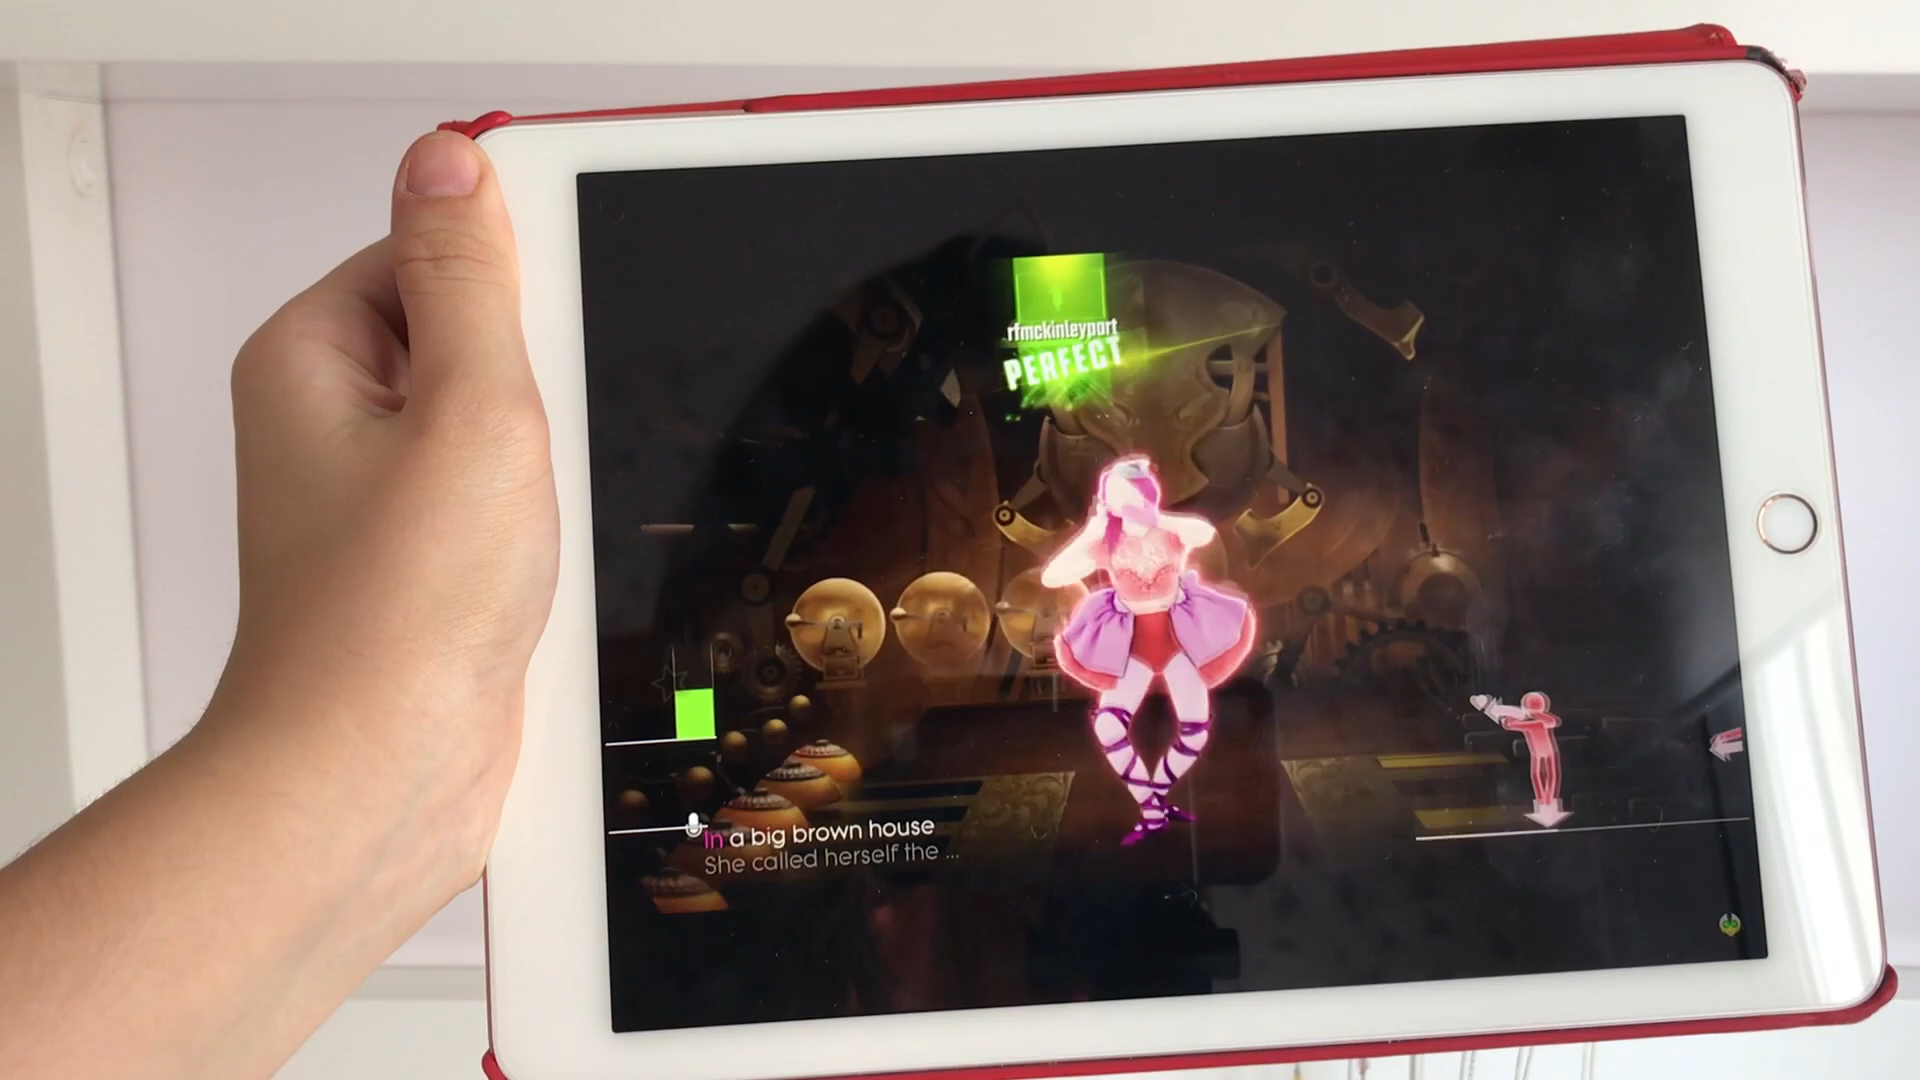 rfmckinleyport
PERFECT
In a big brown house
She called herself the ...